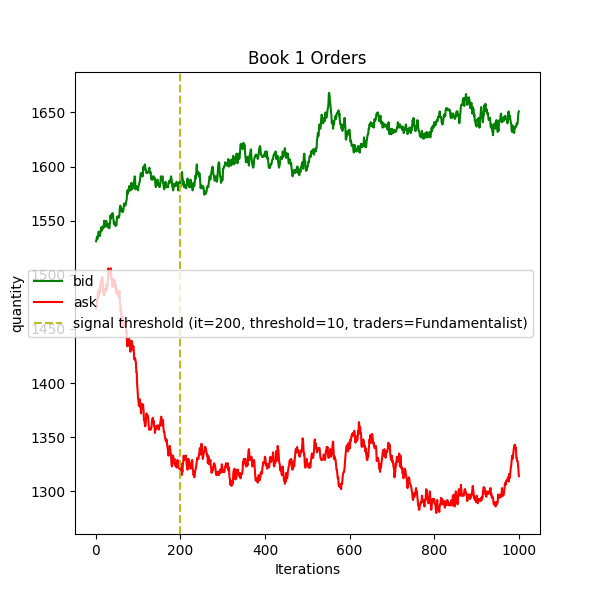 Book 1 Orders
quantity
1650
1600
1550
1500
1450
1400
1350
1300
bid
ask
signal threshold (it=200, threshold=10, traders=Fundamentalist)
0 200 400 600 800 1000
Iterations